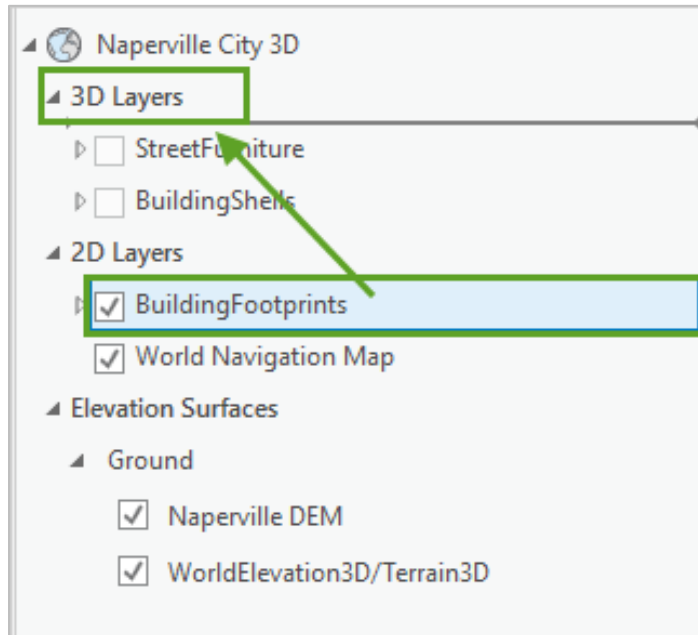 Naperville City 3D
3D Layers
StreetFurniture
BuildingShells
2D Layers
BuildingFootprints
World Navigation Map
Elevation Surfaces
Ground
Naperville DEM
WorldElevation3D/Terrain3D